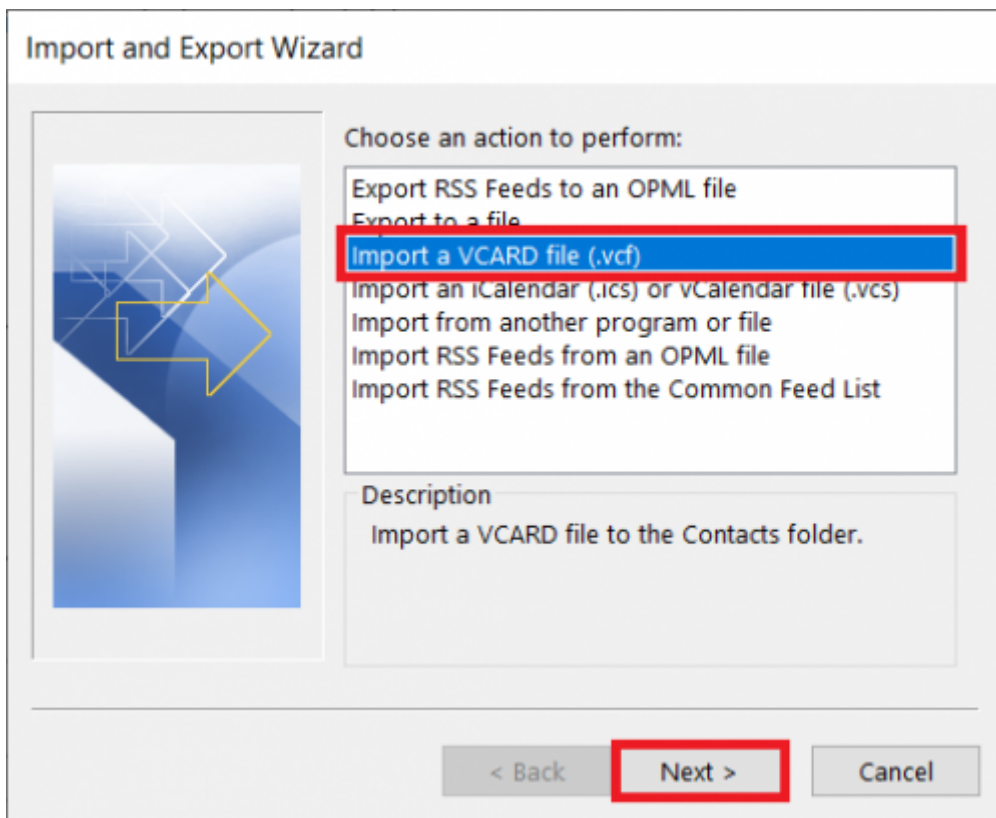 Import and Export Wizard
Choose an action to perform:
Export RSS Feeds to an OPML file
Export to a file
Import a VCARD file (.vcf)
Import an iCalendar (.ics) or vCalendar file (.vcs)
Import from another program or file
Import RSS Feeds from an OPML file
Import RSS Feeds from the Common Feed List
Description
Import a VCARD file to the Contacts folder.
< Back Next > Cancel